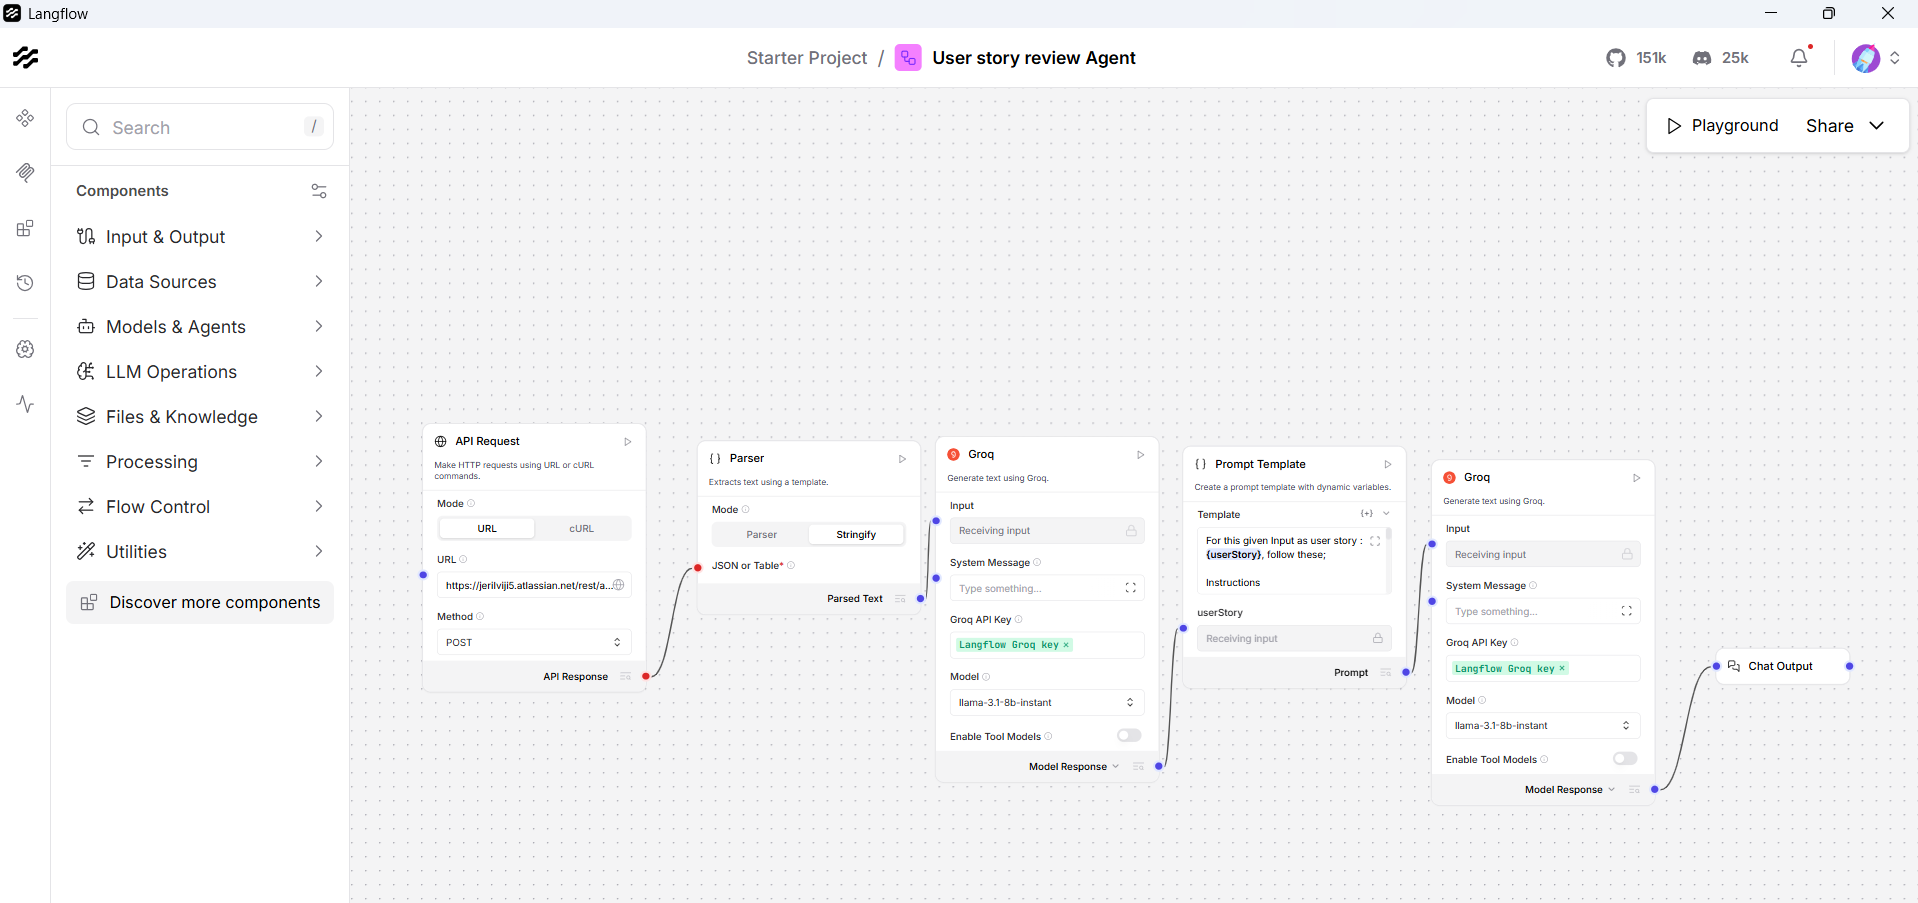 Langflow
Starter Project / User story review Agent
151k
25k
Search /
Playground
Share
Components
Input & Output
Data Sources
Models & Agents
LLM Operations
Files & Knowledge
Processing
Flow Control
Utilities
Discover more components
API Request
Make HTTP requests using URL or cURL
commands.
Mode
URL cURL
URL
https://jerilviji5.atlassian.net/rest/a...
Method
POST
API Response
{ } Parser
Extracts text using a template.
Mode
Parser Stringify
JSON or Table*
Parsed Text
Groq
Generate text using Groq.
Input
Receiving input
System Message
Type something...
Groq API Key
Langflow Groq key ×
Model
llama-3.1-8b-instant
Enable Tool Models
Model Response
{ } Prompt Template
Create a prompt template with dynamic variables.
Template {+}
For this given Input as user story :
{userStory}, follow these;
Instructions
userStory
Receiving input
Prompt
Groq
Generate text using Groq.
Input
Receiving input
System Message
Type something...
Groq API Key
Langflow Groq key ×
Model
llama-3.1-8b-instant
Enable Tool Models
Model Response
Chat Output